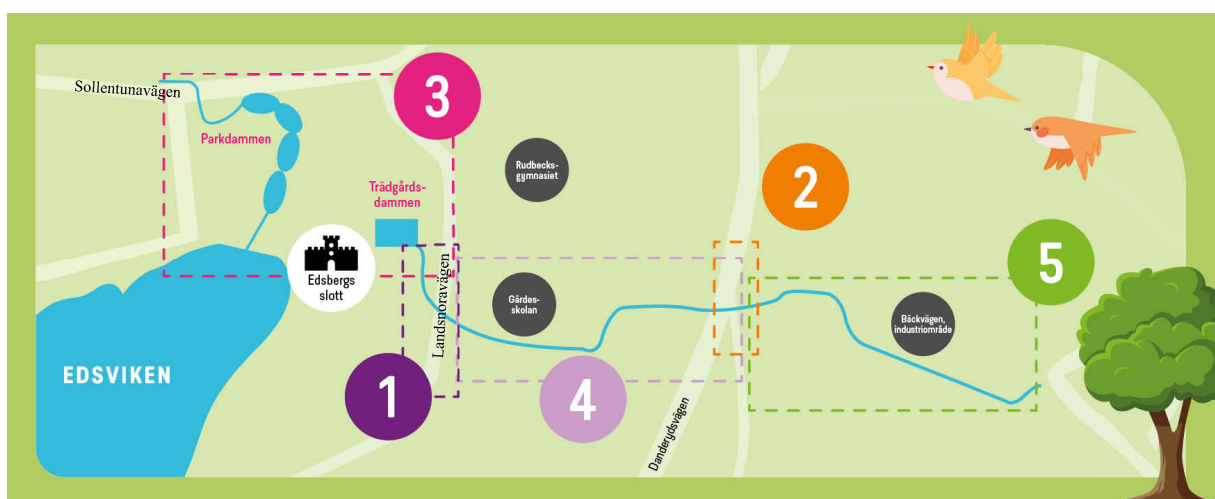 Sollentunavägen
3
Parkdammen
Rudbecks-
gymnasiet
2
Trädgårds-
dammen
Edsbergs
slott
Landsnoravägen
Gärdes-
skolan
5
Bäckvägen,
industriområde
EDSVIKEN
1
4
Danderydsvägen